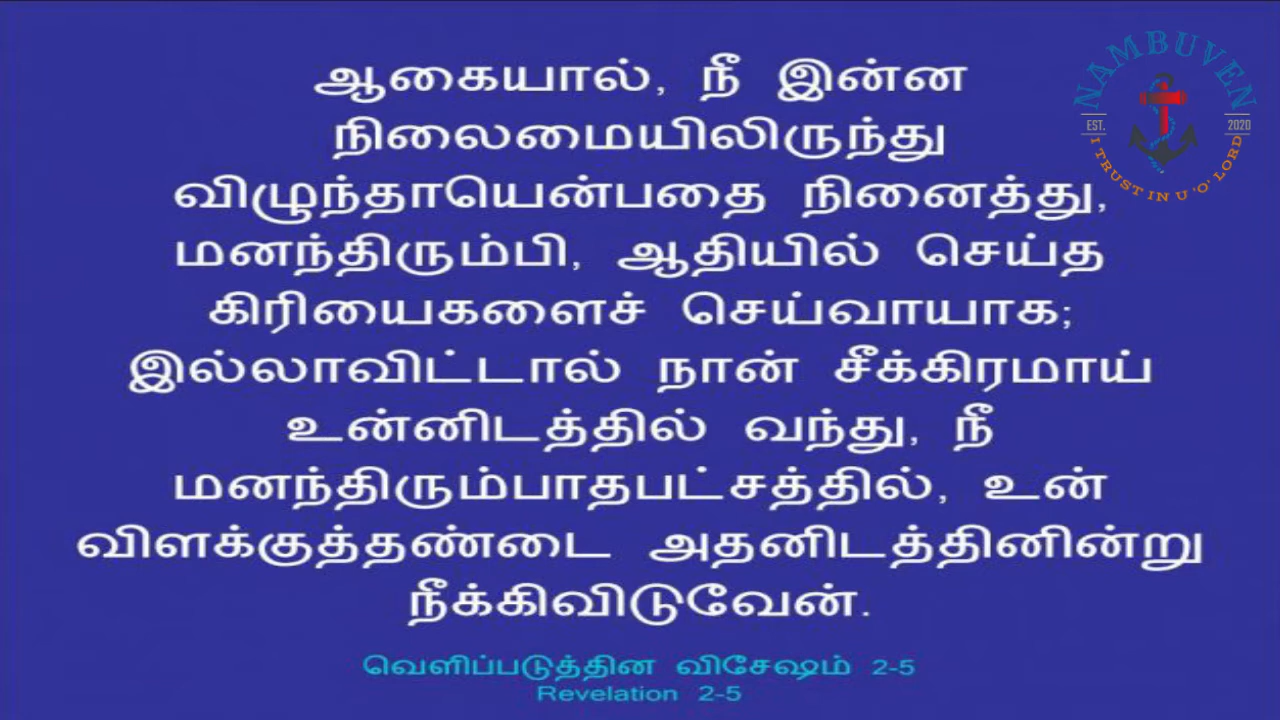 ஆகையால், நீ இன்ன
நிலைமையிலிருந்து
விழுந்தாயென்பதை நினைத்து,
மனந்திரும்பி, ஆதியில் செய்த
கிரியைகளைச் செய்வாயாக;
இல்லாவிட்டால் நான் சீக்கிரமாய்
உன்னிடத்தில் வந்து, நீ
மனந்திரும்பாதபட்சத்தில், உன்
விளக்குத்தண்டை அதனிடத்தினின்று
நீக்கிவிடுவேன்.
வெளிப்படுத்தின விசேஷம் 2-5
Revelation 2-5
NAMBUVEN
EST. 2020
I TRUST IN U 'O' LORD